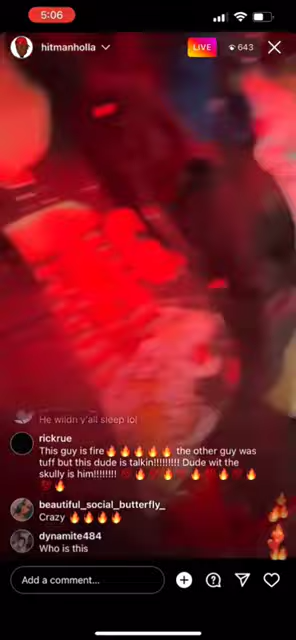 5:06
hitmanholla
LIVE
643
He wildn y'all sleep lol
rickrue
This guy is fire🔥🔥🔥🔥🔥🔥 the other guy was
tuff but this dude is talkin!!!!!!!!! Dude wit the
skully is him!!!!!!!! 💯🔥💯🔥💯🔥💯🔥💯🔥
💯🔥
beautiful_social_butterfly_
Crazy 🔥🔥🔥🔥
dynamite484
Who is this
Add a comment...